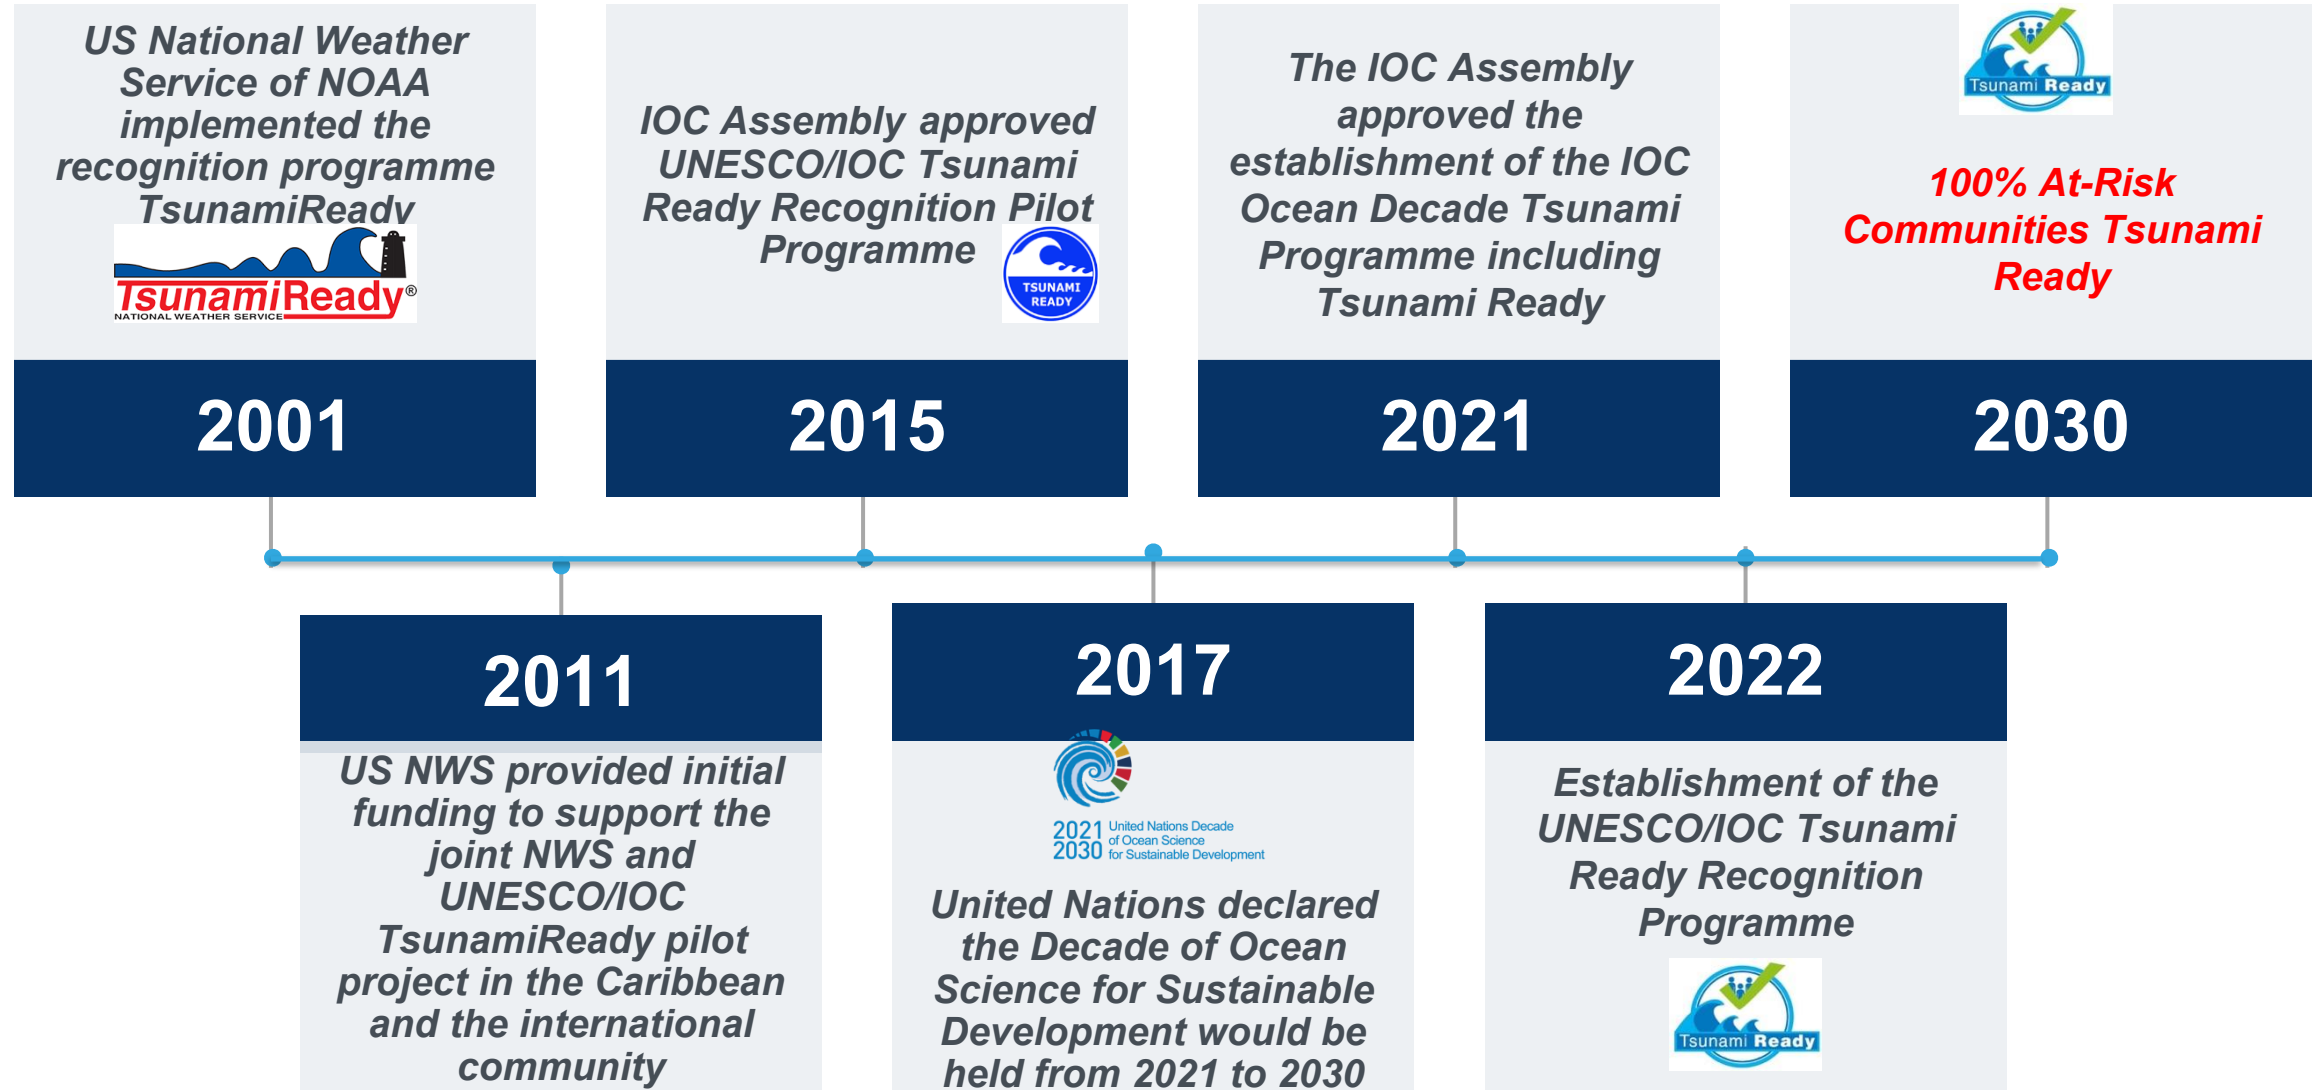 US National Weather
Service of NOAA
implemented the
recognition programme
TsunamiReady
TsunamiReady®
NATIONAL WEATHER SERVICE
2001
IOC Assembly approved
UNESCO/IOC Tsunami
Ready Recognition Pilot
Programme
TSUNAMI
READY
2015
The IOC Assembly
approved the
establishment of the IOC
Ocean Decade Tsunami
Programme including
Tsunami Ready
2021
Tsunami Ready
100% At-Risk
Communities Tsunami
Ready
2030
2011
US NWS provided initial
funding to support the
joint NWS and
UNESCO/IOC
TsunamiReady pilot
project in the Caribbean
and the international
community
2017
2021 United Nations Decade
of Ocean Science
2030 for Sustainable Development
United Nations declared
the Decade of Ocean
Science for Sustainable
Development would be
held from 2021 to 2030
2022
Establishment of the
UNESCO/IOC Tsunami
Ready Recognition
Programme
Tsunami Ready